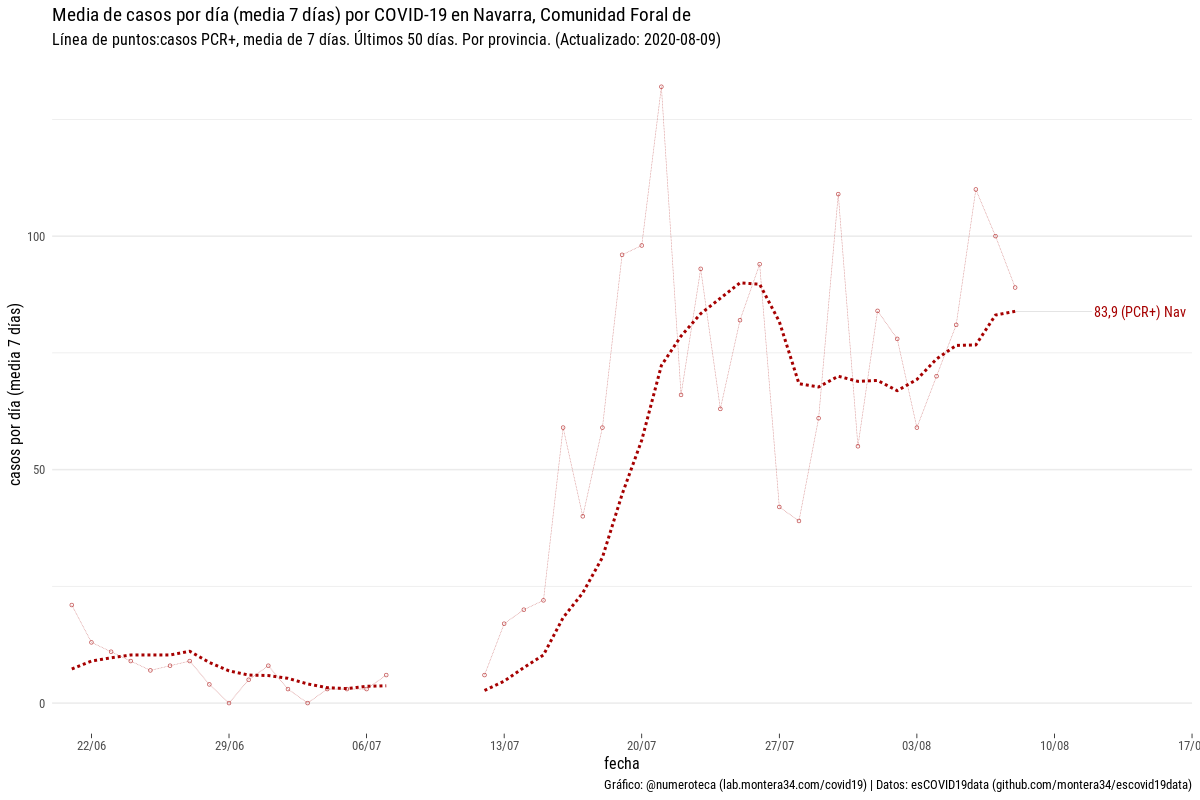 Media de casos por día (media 7 días) por COVID-19 en Navarra, Comunidad Foral de
Línea de puntos:casos PCR+, media de 7 días. Últimos 50 días. Por provincia. (Actualizado: 2020-08-09)
casos por día (media 7 días)
100
50
0
83,9 (PCR+) Nav
22/06 29/06 06/07 13/07 20/07 27/07 03/08 10/08 17/0
fecha
Gráfico: @numeroteca (lab.montera34.com/covid19) | Datos: esCOVID19data (github.com/montera34/escovid19data)